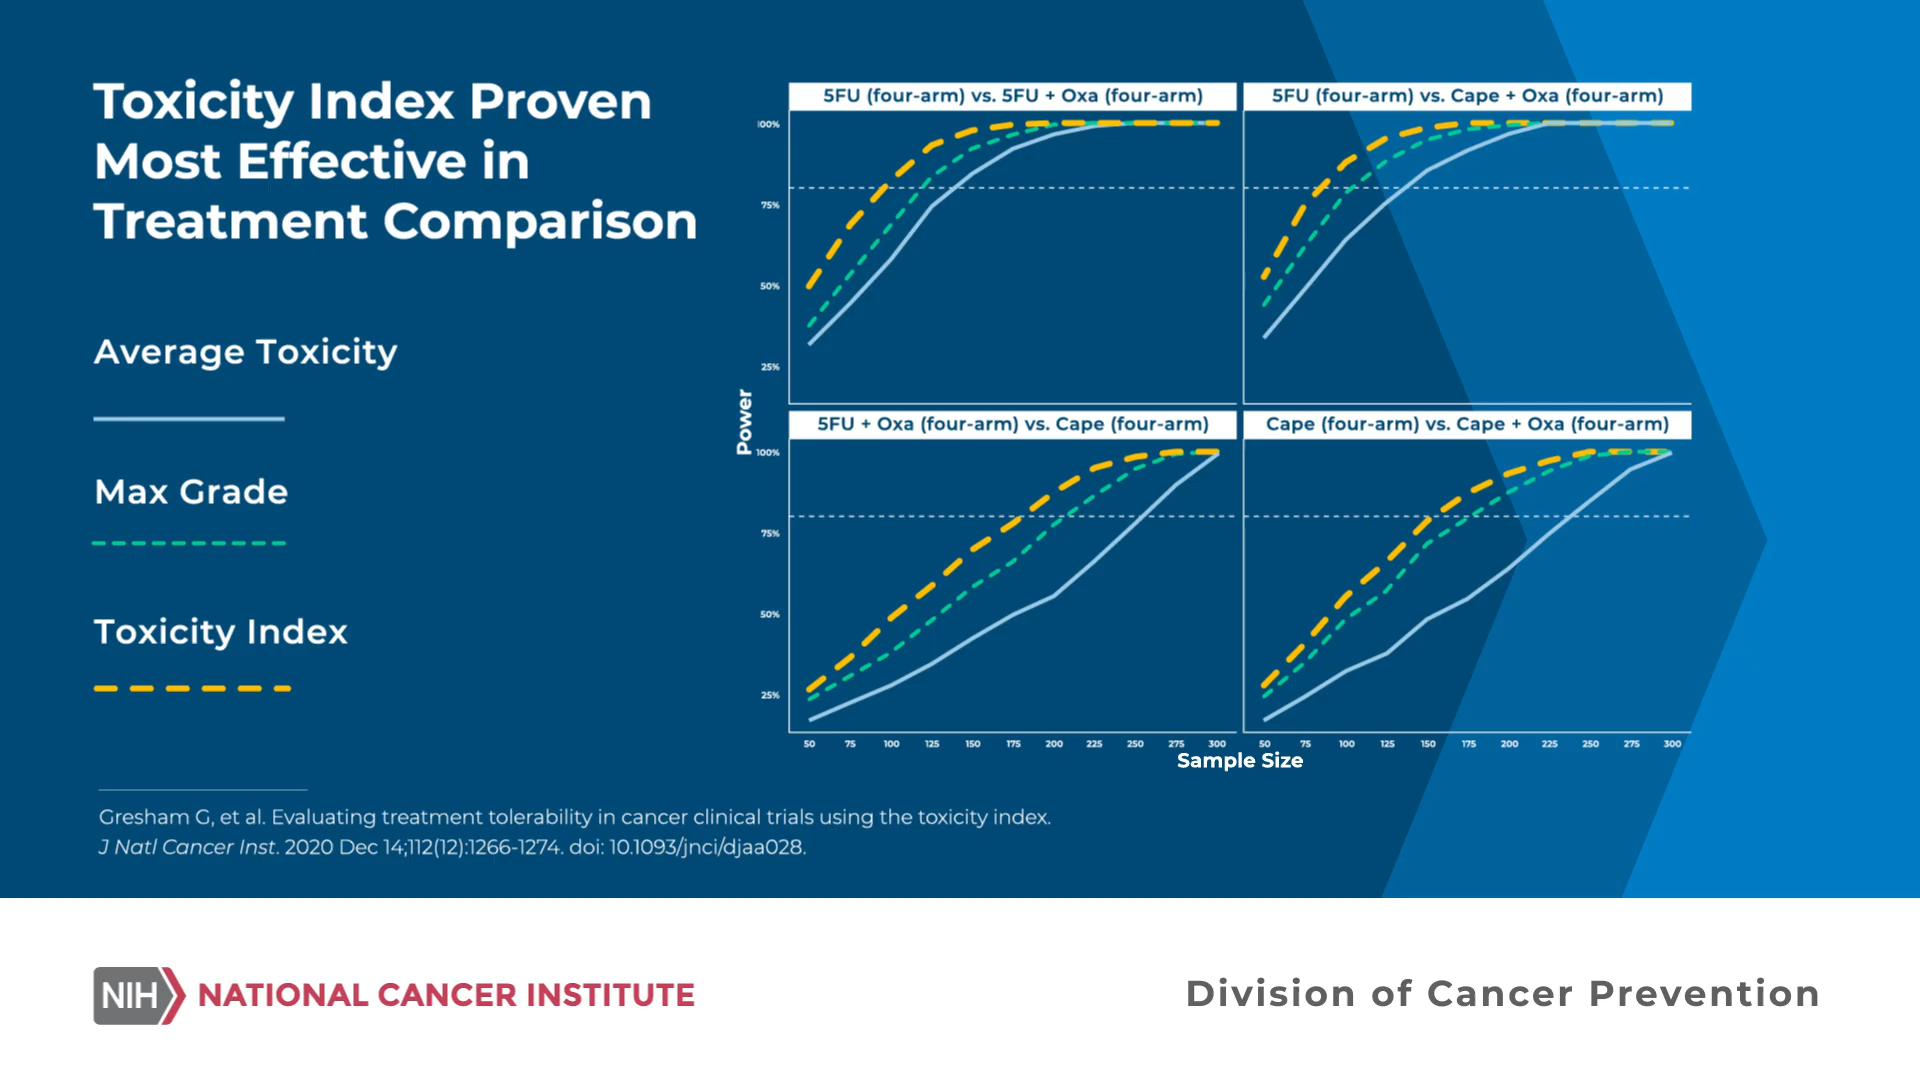 Toxicity Index Proven
Most Effective in
Treatment Comparison
Average Toxicity
Max Grade
Toxicity Index
Power
5FU (four-arm) vs. 5FU + Oxa (four-arm)
100%
75%
50%
25%
5FU (four-arm) vs. Cape + Oxa (four-arm)
5FU + Oxa (four-arm) vs. Cape (four-arm)
100%
75%
50%
25%
50 75 100 125 150 175 200 225 250 275 300
Cape (four-arm) vs. Cape + Oxa (four-arm)
50 75 100 125 150 175 200 225 250 275 300
Sample Size
Gresham G, et al. Evaluating treatment tolerability in cancer clinical trials using the toxicity index.
J Natl Cancer Inst. 2020 Dec 14;112(12):1266-1274. doi: 10.1093/jnci/djaa028.
NIH NATIONAL CANCER INSTITUTE
Division of Cancer Prevention